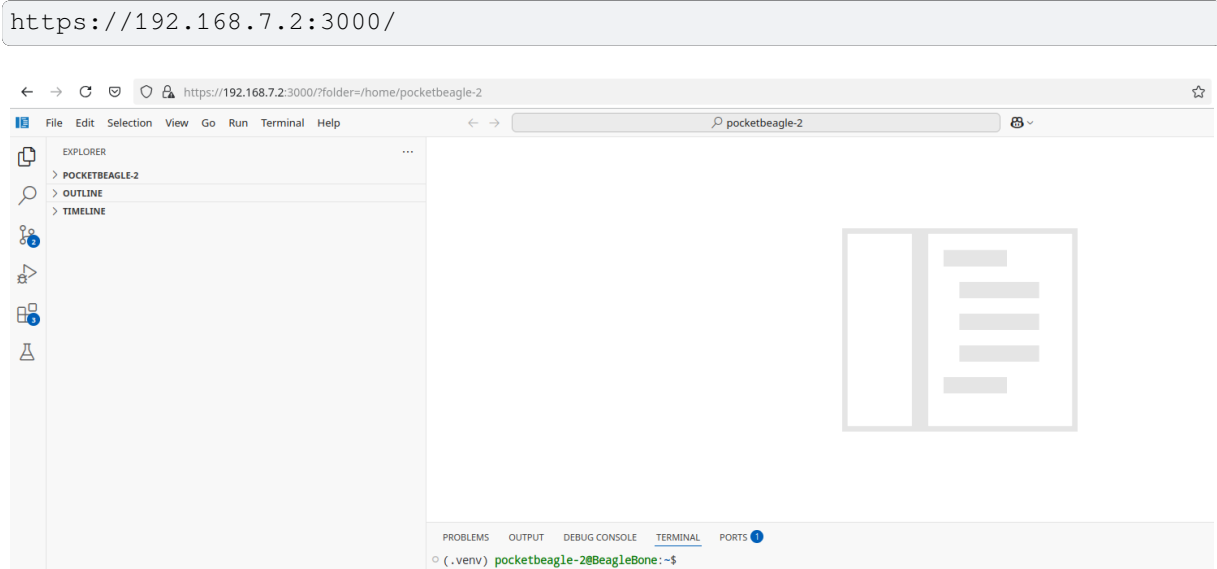 https://192.168.7.2:3000/
https://192.168.7.2:3000/?folder=/home/pocketbeagle-2
File Edit Selection View Go Run Terminal Help
pocketbeagle-2
EXPLORER
POCKETBEAGLE-2
OUTLINE
TIMELINE
2
3
PROBLEMS OUTPUT DEBUG CONSOLE TERMINAL PORTS 1
(.venv) pocketbeagle-2@BeagleBone:~$